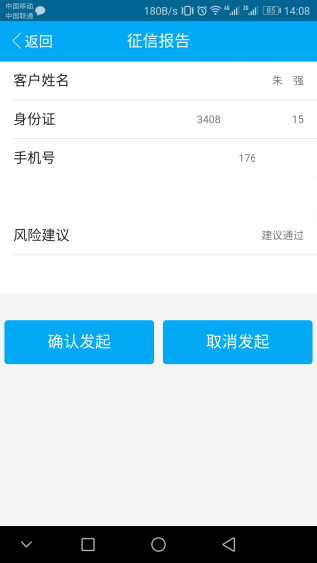 中国移动
中国联通
180B/s 4G 3G 85 14:08
返回 征信报告
客户姓名 朱 强
身份证 3408 15
手机号 176
风险建议 建议通过
确认发起 取消发起